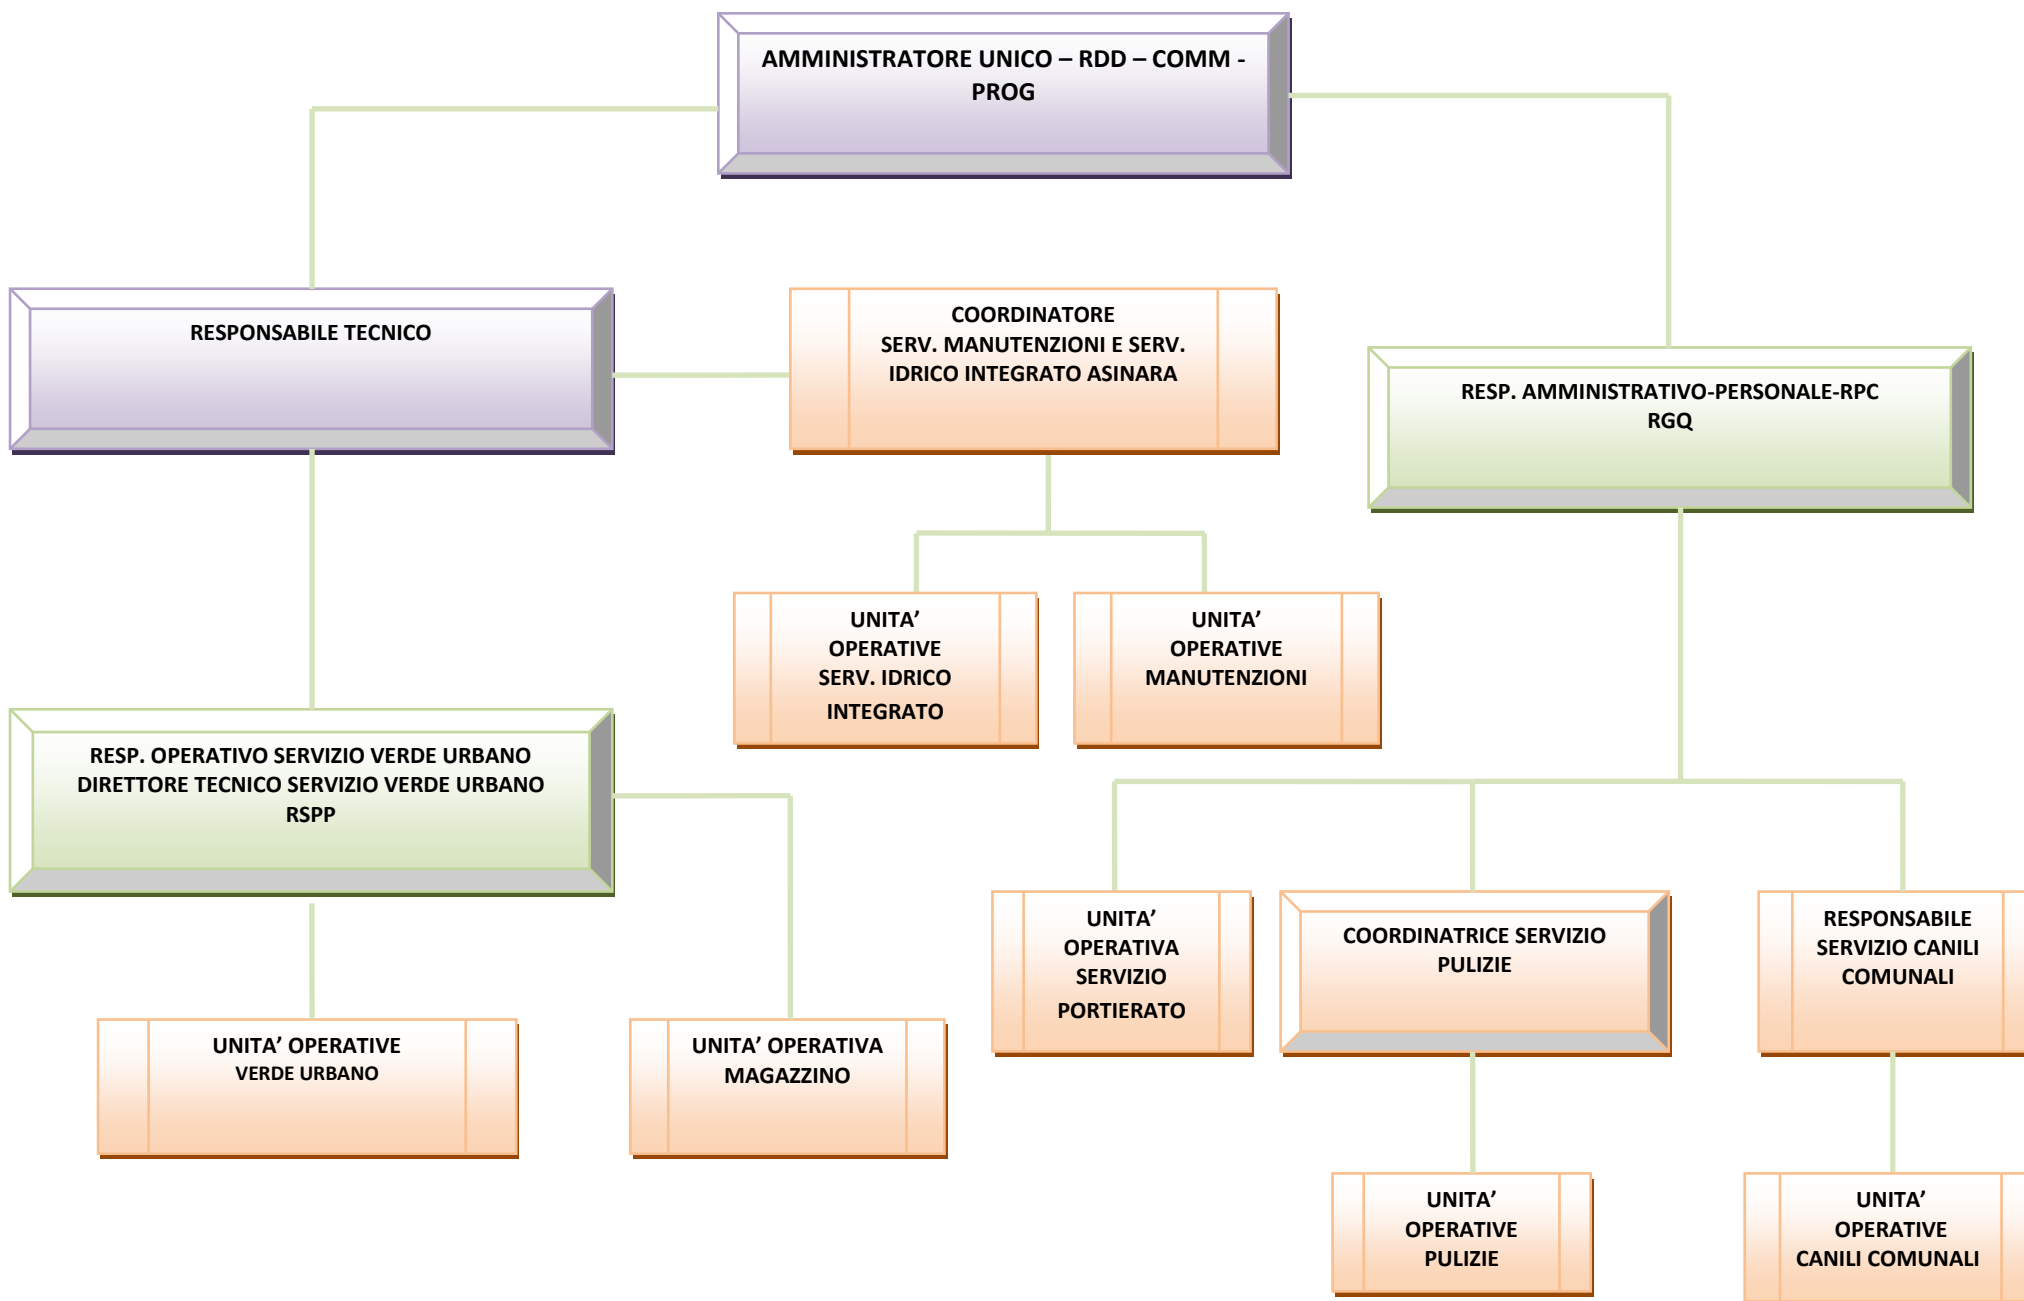 AMMINISTRATORE UNICO – RDD – COMM -
PROG
RESPONSABILE TECNICO
COORDINATORE
SERV. MANUTENZIONI E SERV.
IDRICO INTEGRATO ASINARA
RESP. AMMINISTRATIVO-PERSONALE-RPC
RGQ
UNITA’
OPERATIVE
SERV. IDRICO
INTEGRATO
UNITA’
OPERATIVE
MANUTENZIONI
RESP. OPERATIVO SERVIZIO VERDE URBANO
DIRETTORE TECNICO SERVIZIO VERDE URBANO
RSPP
UNITA’
OPERATIVA
SERVIZIO
PORTIERATO
COORDINATRICE SERVIZIO
PULIZIE
RESPONSABILE
SERVIZIO CANILI
COMUNALI
UNITA’ OPERATIVE
VERDE URBANO
UNITA’ OPERATIVA
MAGAZZINO
UNITA’
OPERATIVE
PULIZIE
UNITA’
OPERATIVE
CANILI COMUNALI